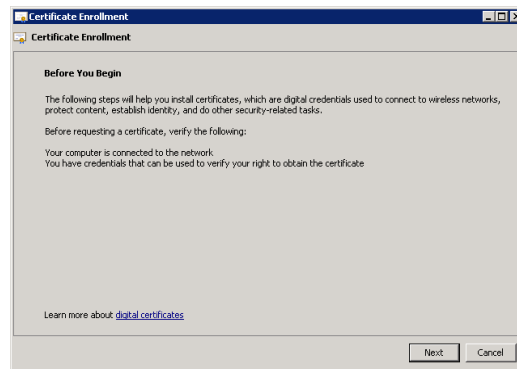 Certificate Enrollment
Certificate Enrollment
Before You Begin
The following steps will help you install certificates, which are digital credentials used to connect to wireless networks,
protect content, establish identity, and do other security-related tasks.
Before requesting a certificate, verify the following:
Your computer is connected to the network
You have credentials that can be used to verify your right to obtain the certificate
Learn more about digital certificates
Next Cancel